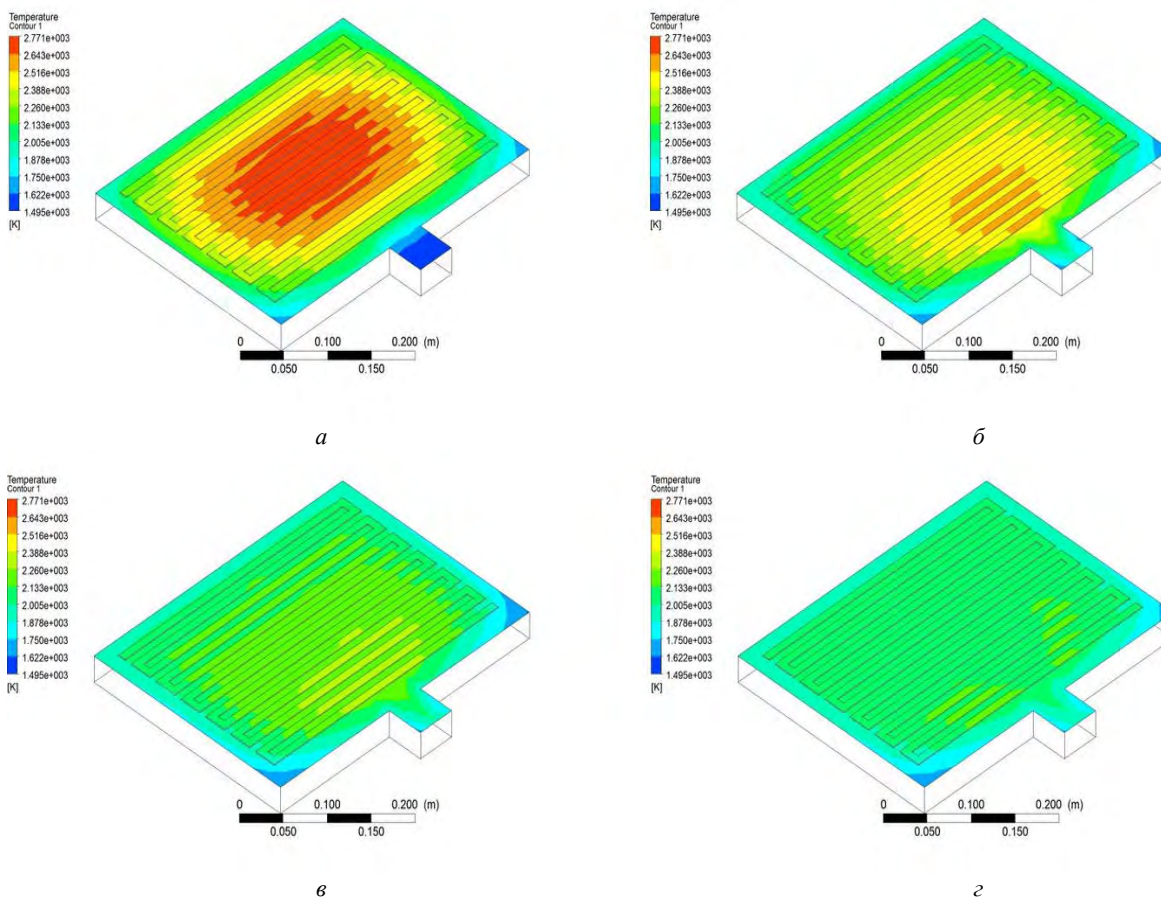 Temperature
Contour 1
2.771e+003
2.643e+003
2.516e+003
2.388e+003
2.260e+003
2.133e+003
2.005e+003
1.878e+003
1.750e+003
1.622e+003
1.495e+003
[K]
0 0.100 0.200 (m)
0.050 0.150
а
Temperature
Contour 1
2.771e+003
2.643e+003
2.516e+003
2.388e+003
2.260e+003
2.133e+003
2.005e+003
1.878e+003
1.750e+003
1.622e+003
1.495e+003
[K]
0 0.100 0.200 (m)
0.050 0.150
б
Temperature
Contour 1
2.771e+003
2.643e+003
2.516e+003
2.388e+003
2.260e+003
2.133e+003
2.005e+003
1.878e+003
1.750e+003
1.622e+003
1.495e+003
[K]
0 0.100 0.200 (m)
0.050 0.150
в
Temperature
Contour 1
2.771e+003
2.643e+003
2.516e+003
2.388e+003
2.260e+003
2.133e+003
2.005e+003
1.878e+003
1.750e+003
1.622e+003
1.495e+003
[K]
0 0.100 0.200 (m)
0.050 0.150
г